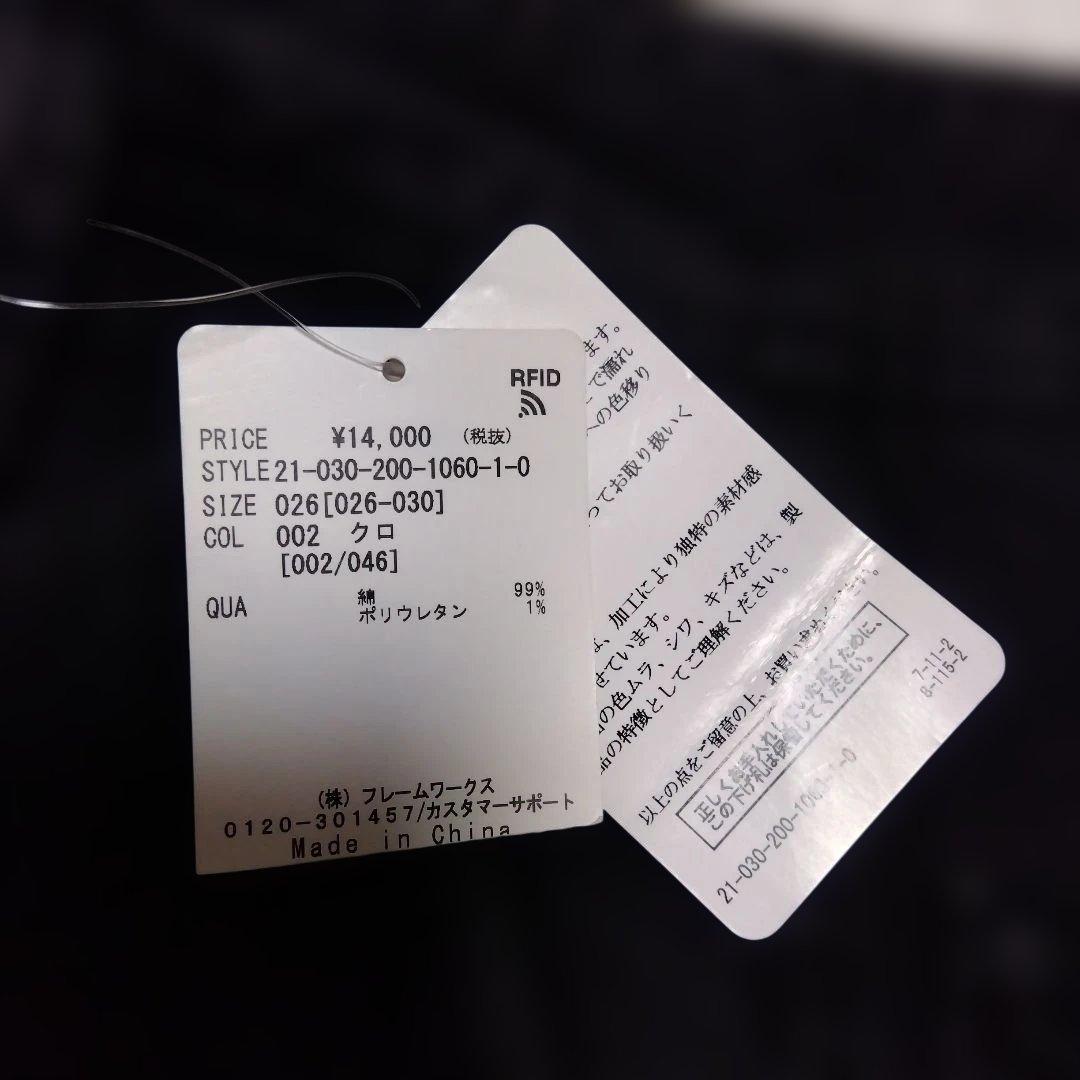 RFID
PRICE ¥14,000 (税抜)
STYLE 21-030-200-1060-1-0
SIZE 026[026-030]
COL 002 クロ
[002/046]
QUA 綿 99%
ポリウレタン 1%
(株) フレームワークス
0120-301457/カスタマーサポート
Made in China
ます。
で濡れ
の色移り
ってお取り扱いく
、加工により独特の素材感
せています。
の色ムラ、シワ、キズなどは、製
品の特徴としてご理解ください。
以上の点をご留意の上、お買い求めください。
正しくお手入れしていただくために、
この下げ札は保管してください。
7-11-2
8-115-2
21-030-200-1060-1-0